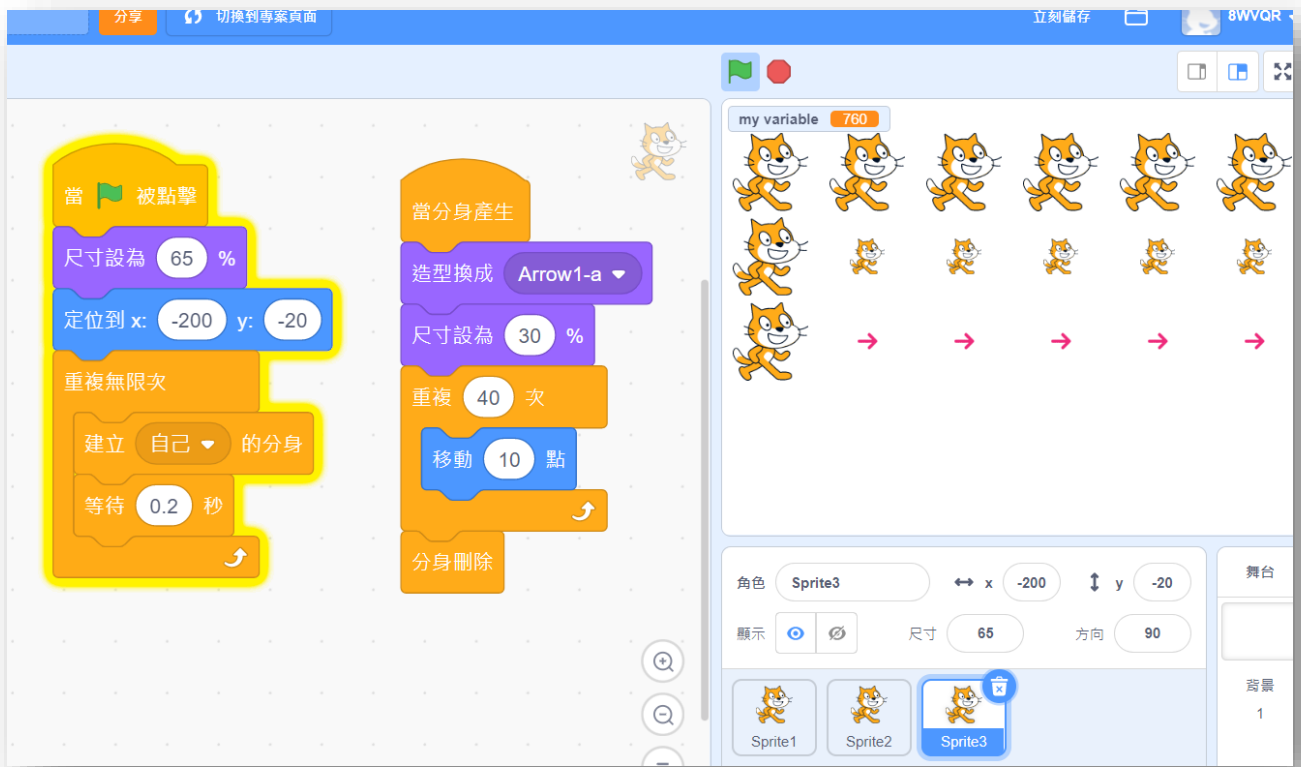 分享 切換到專案頁面 立刻儲存 8WVQR
當 被點擊
尺寸設為 65 %
定位到 x: -200 y: -20
重複無限次
建立 自己 的分身
等待 0.2 秒
當分身產生
造型換成 Arrow1-a
尺寸設為 30 %
重複 40 次
移動 10 點
分身刪除
my variable 760
角色 Sprite3 x -200 y -20
顯示 尺寸 65 方向 90
Sprite1 Sprite2 Sprite3
舞台
背景
1